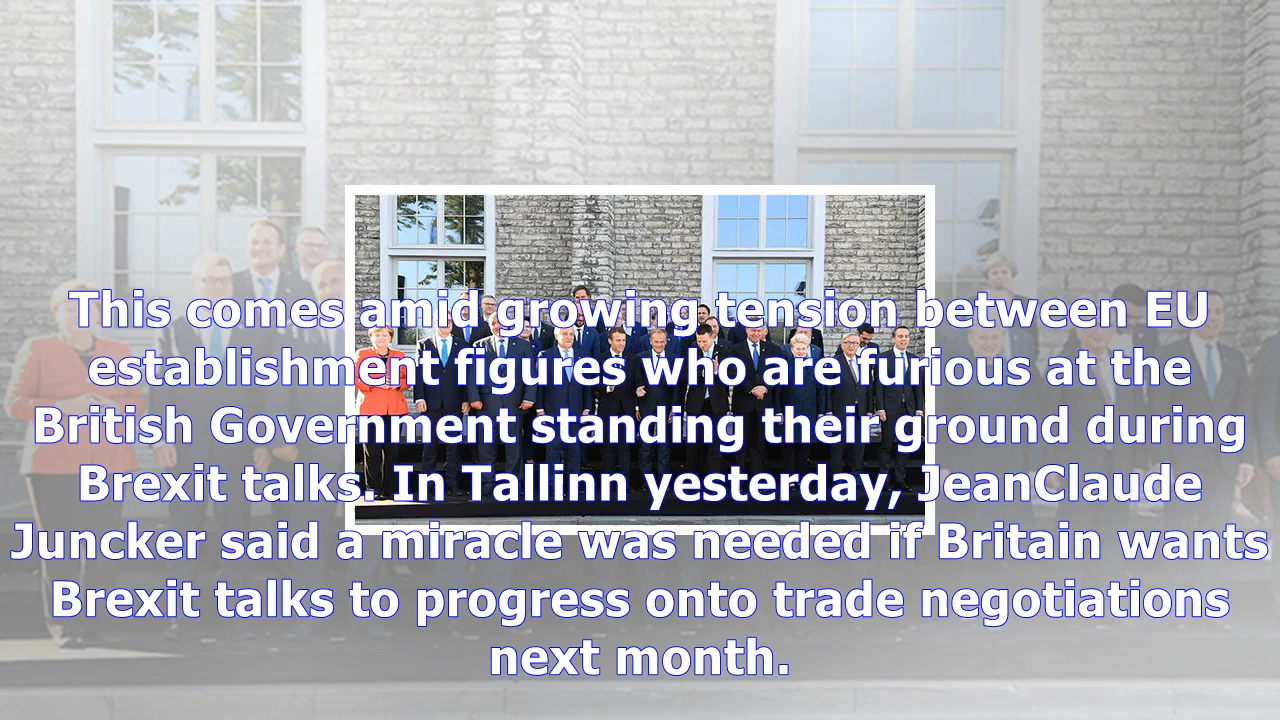 This comes amid growing tension between EU
establishment figures who are furious at the
British Government standing their ground during
Brexit talks. In Tallinn yesterday, JeanClaude
Juncker said a miracle was needed if Britain wants
Brexit talks to progress onto trade negotiations
next month.